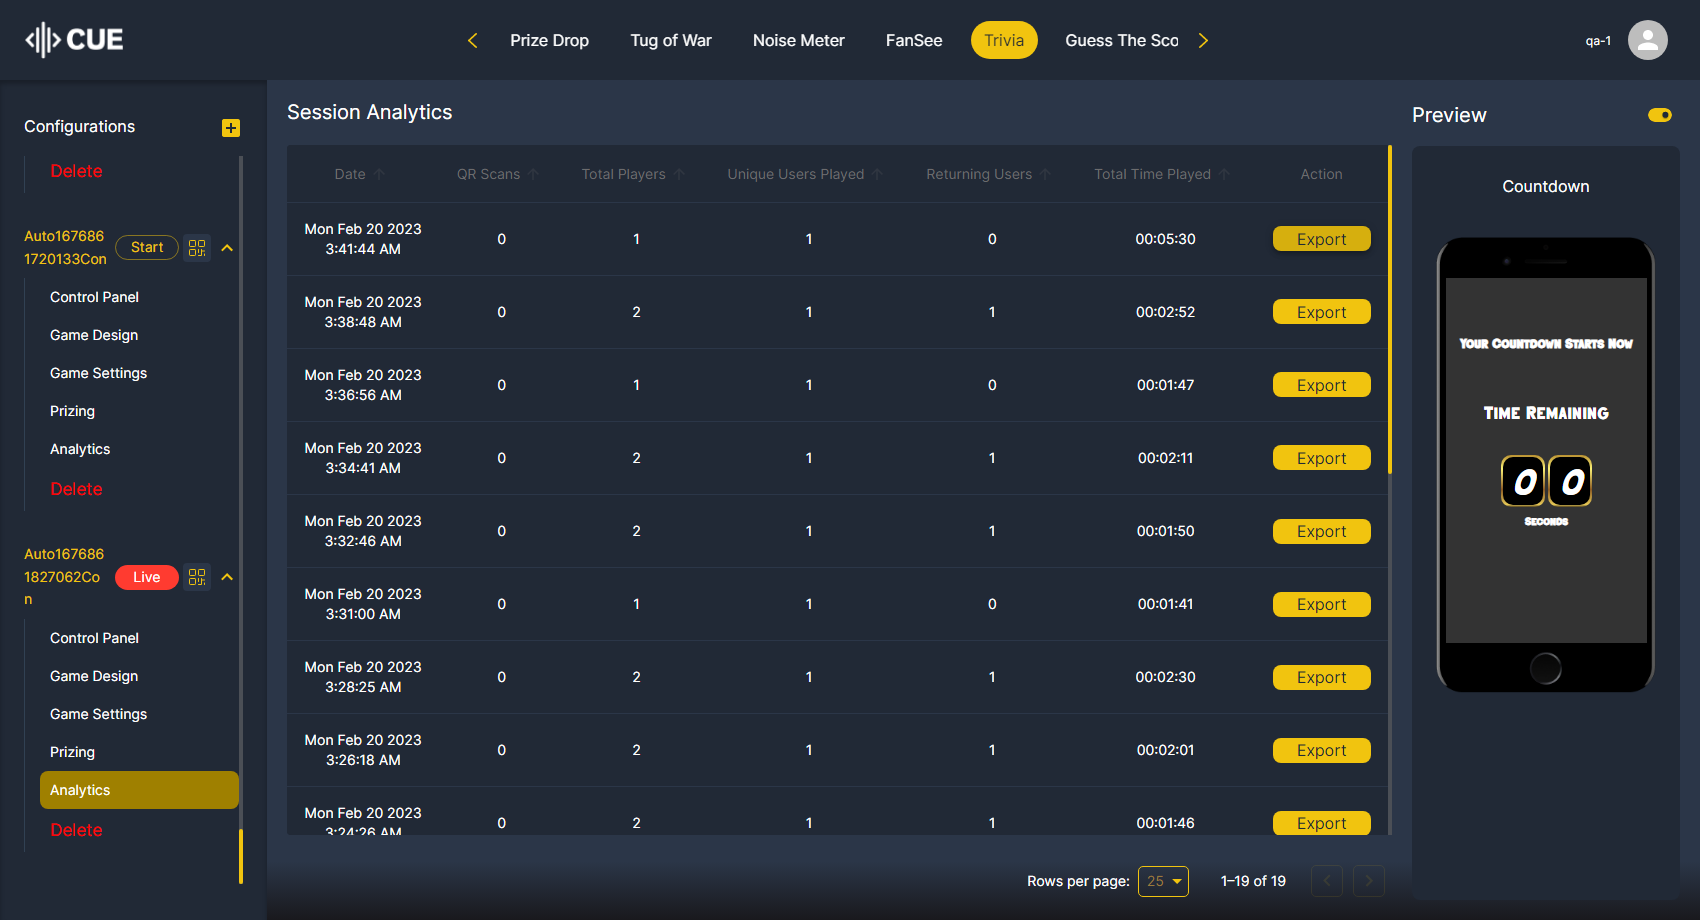 CUE
Prize Drop
Tug of War
Noise Meter
FanSee
Trivia
Guess The Sco
qa-1
Configurations
Delete
Auto167686
1720133Con
Start
Control Panel
Game Design
Game Settings
Prizing
Analytics
Delete
Auto167686
1827062Co
n
Live
Control Panel
Game Design
Game Settings
Prizing
Analytics
Delete
Session Analytics
Date QR Scans Total Players Unique Users Played Returning Users Total Time Played Action
Mon Feb 20 2023
3:41:44 AM 0 1 1 0 00:05:30 Export
Mon Feb 20 2023
3:38:48 AM 0 2 1 1 00:02:52 Export
Mon Feb 20 2023
3:36:56 AM 0 1 1 0 00:01:47 Export
Mon Feb 20 2023
3:34:41 AM 0 2 1 1 00:02:11 Export
Mon Feb 20 2023
3:32:46 AM 0 2 1 1 00:01:50 Export
Mon Feb 20 2023
3:31:00 AM 0 1 1 0 00:01:41 Export
Mon Feb 20 2023
3:28:25 AM 0 2 1 1 00:02:30 Export
Mon Feb 20 2023
3:26:18 AM 0 2 1 1 00:02:01 Export
Mon Feb 20 2023
3:24:26 AM 0 2 1 1 00:01:46 Export
Rows per page: 25 1–19 of 19
Preview
Countdown
Your Countdown Starts Now
Time Remaining
0 0
Seconds